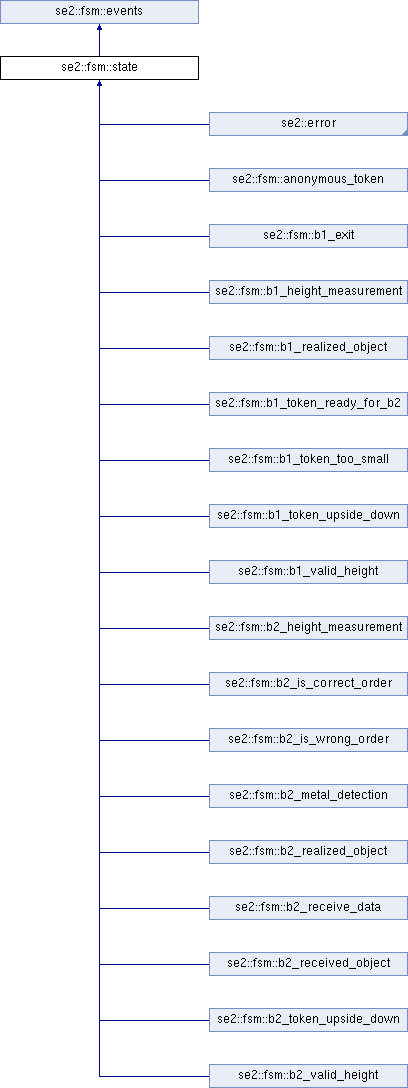 se2::fsm::events
se2::fsm::state
se2::error
se2::fsm::anonymous_token
se2::fsm::b1_exit
se2::fsm::b1_height_measurement
se2::fsm::b1_realized_object
se2::fsm::b1_token_ready_for_b2
se2::fsm::b1_token_too_small
se2::fsm::b1_token_upside_down
se2::fsm::b1_valid_height
se2::fsm::b2_height_measurement
se2::fsm::b2_is_correct_order
se2::fsm::b2_is_wrong_order
se2::fsm::b2_metal_detection
se2::fsm::b2_realized_object
se2::fsm::b2_receive_data
se2::fsm::b2_received_object
se2::fsm::b2_token_upside_down
se2::fsm::b2_valid_height